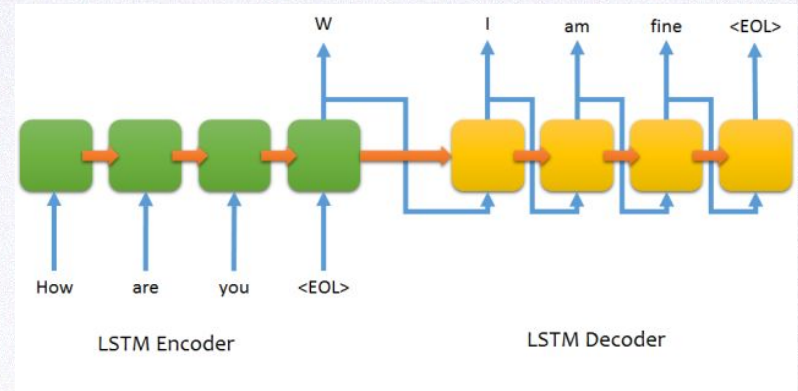 W I am fine <EOL>
How are you <EOL>
LSTM Encoder
LSTM Decoder